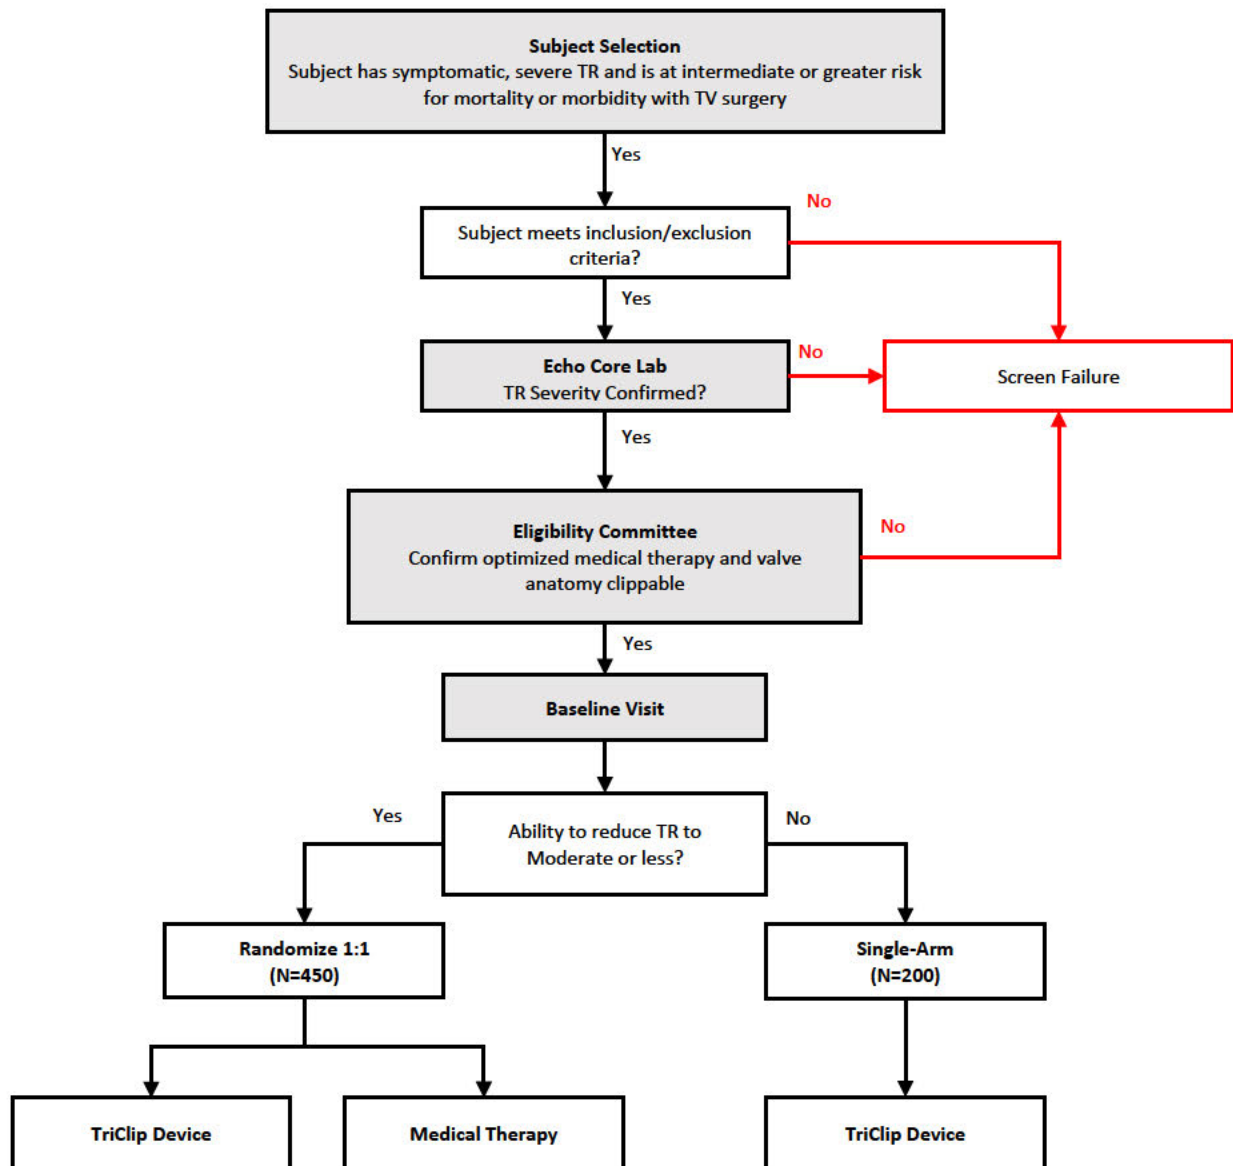 Subject Selection
Subject has symptomatic, severe TR and is at intermediate or greater risk
for mortality or morbidity with TV surgery
Yes
No
Subject meets inclusion/exclusion
criteria?
Yes
Echo Core Lab
TR Severity Confirmed?
No
Screen Failure
Yes
Eligibility Committee
Confirm optimized medical therapy and valve
anatomy clippable
No
Yes
Baseline Visit
Yes
Ability to reduce TR to
Moderate or less?
No
Randomize 1:1
(N=450)
Single-Arm
(N=200)
TriClip Device
Medical Therapy
TriClip Device